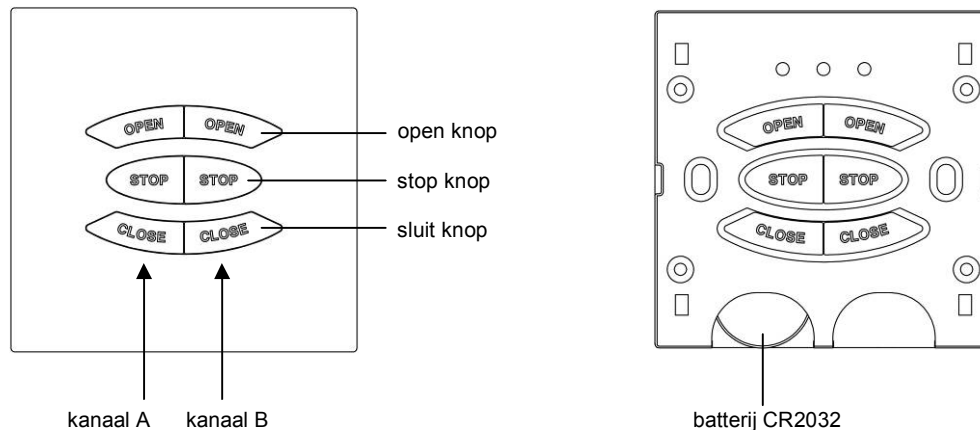 OPEN OPEN
open knop
STOP STOP
stop knop
CLOSE CLOSE
sluit knop
kanaal A kanaal B
OPEN OPEN
STOP STOP
CLOSE CLOSE
batterij CR2032